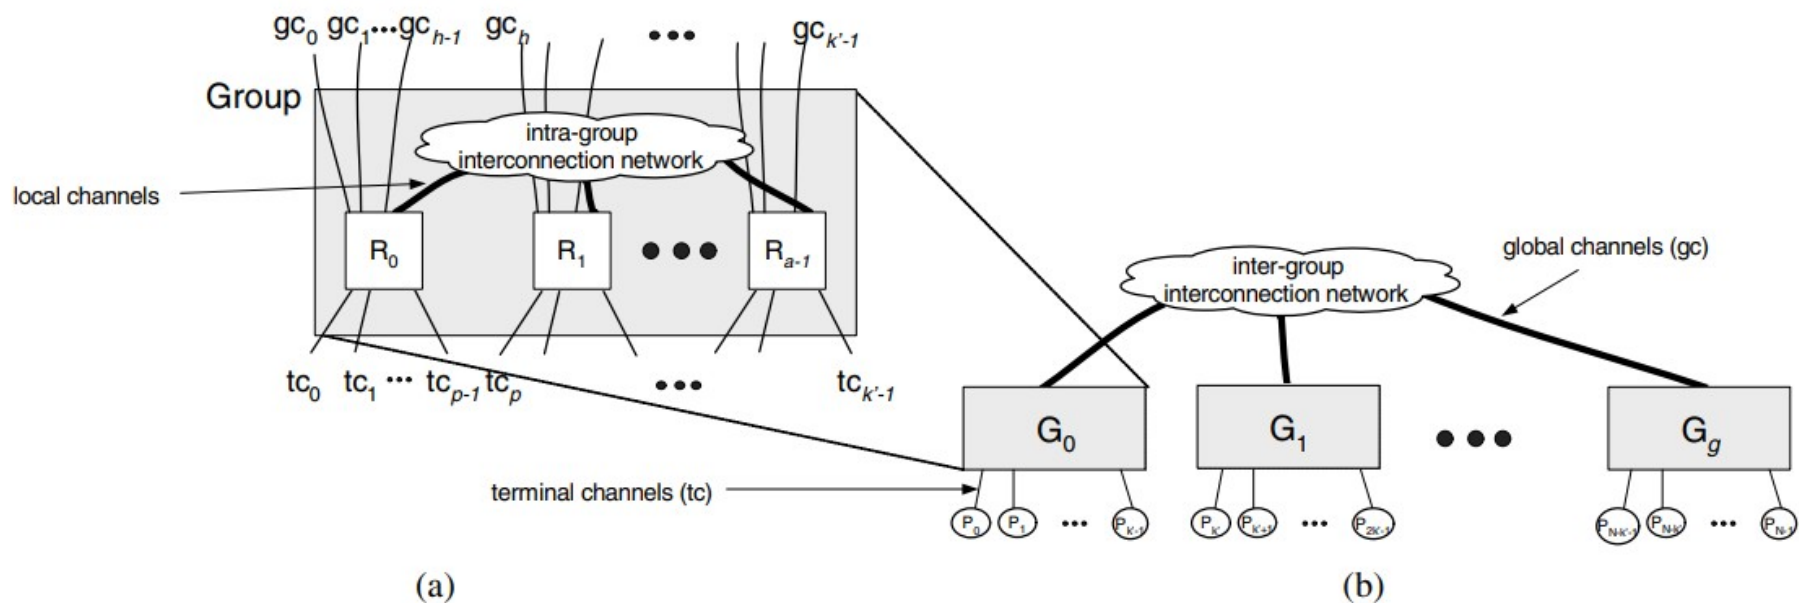 gc0 gc1 ••• gch-1 gch ••• gck'-1
Group
intra-group
interconnection network
local channels
R0 R1 ••• Ra-1
tc0 tc1 ••• tcp-1 tcp ••• tck'-1
inter-group
interconnection network
global channels (gc)
G0 G1 ••• Gg
terminal channels (tc)
P0 P1 ••• Pk'-1 Pk' Pk'+1 ••• P2k'-1 PN-k'-1 PN-k' ••• PN-1
(a) (b)